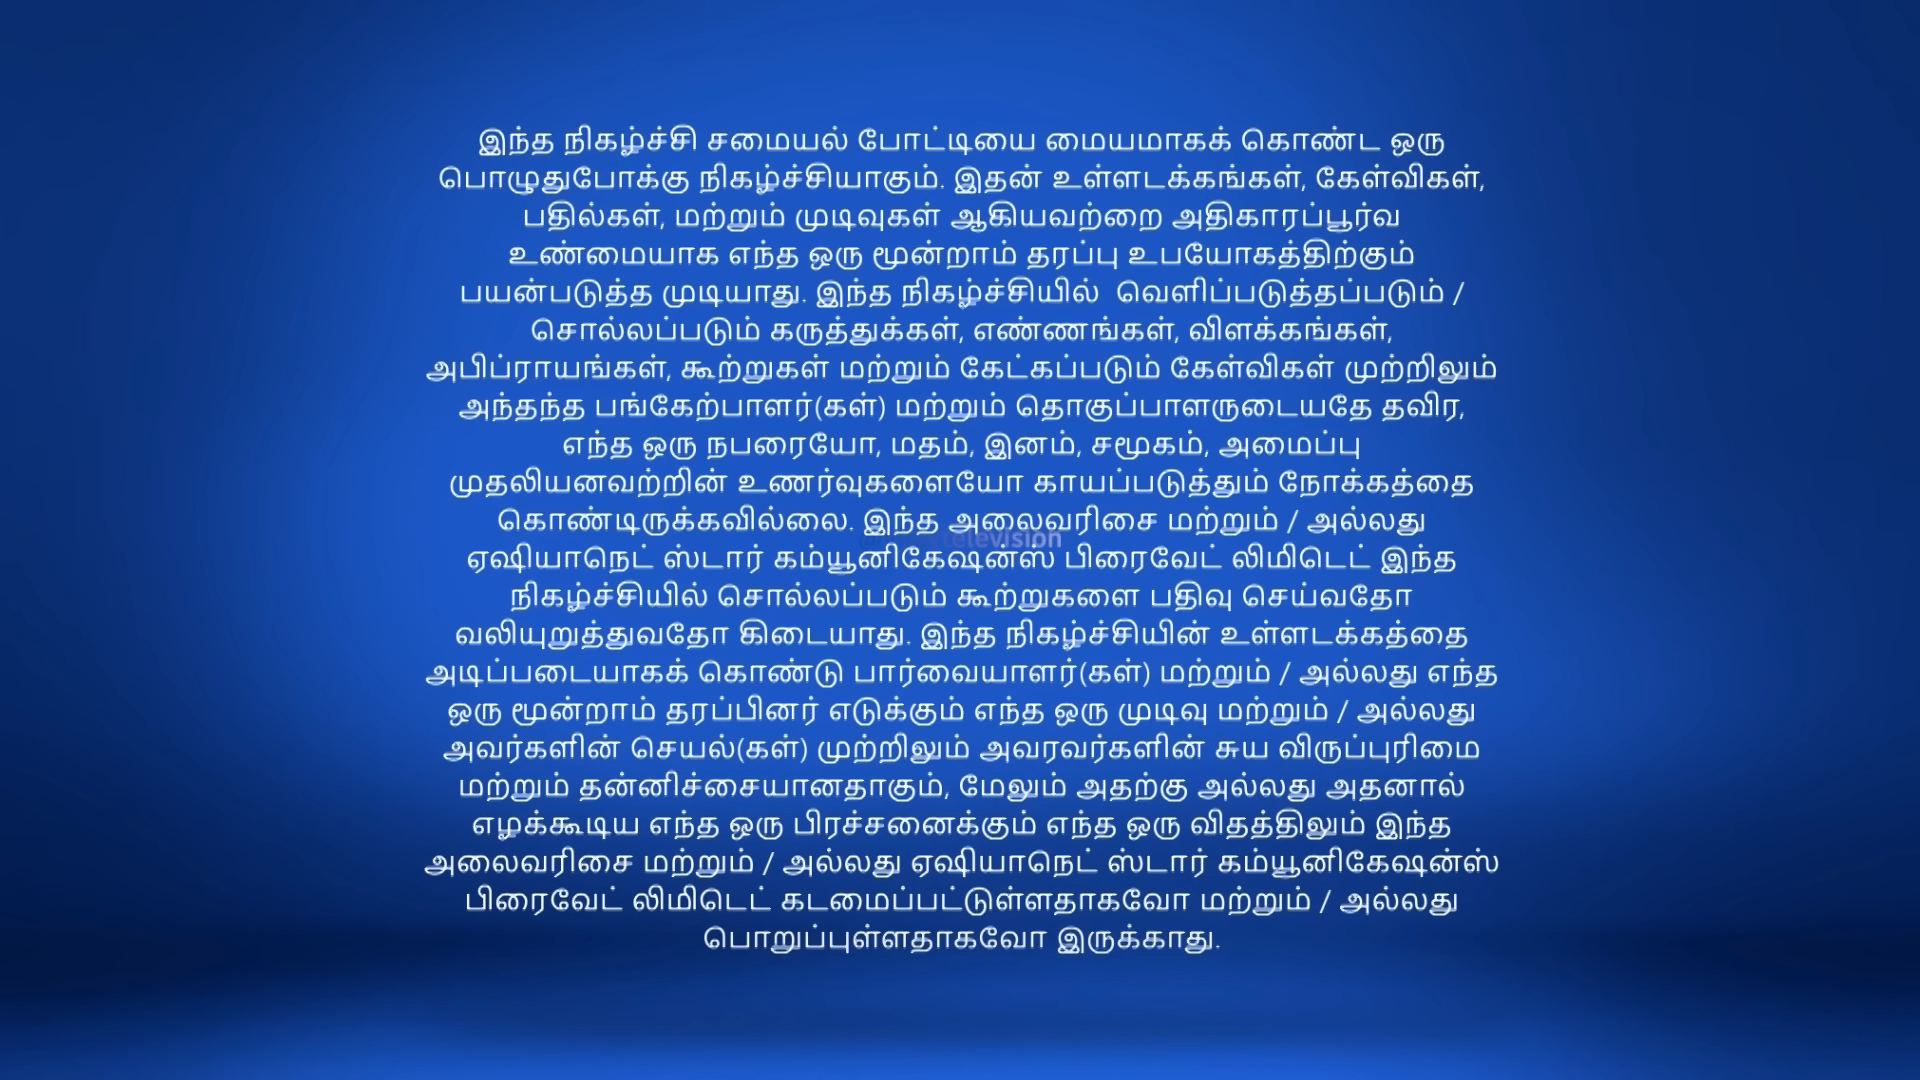 இந்த நிகழ்ச்சி சமையல் போட்டியை மையமாகக் கொண்ட ஒரு
பொழுதுபோக்கு நிகழ்ச்சியாகும். இதன் உள்ளடக்கங்கள், கேள்விகள்,
பதில்கள், மற்றும் முடிவுகள் ஆகியவற்றை அதிகாரப்பூர்வ
உண்மையாக எந்த ஒரு மூன்றாம் தரப்பு உபயோகத்திற்கும்
பயன்படுத்த முடியாது. இந்த நிகழ்ச்சியில் வெளிப்படுத்தப்படும் /
சொல்லப்படும் கருத்துக்கள், எண்ணங்கள், விளக்கங்கள்,
அபிப்ராயங்கள், கூற்றுகள் மற்றும் கேட்கப்படும் கேள்விகள் முற்றிலும்
அந்தந்த பங்கேற்பாளர்(கள்) மற்றும் தொகுப்பாளருடையதே தவிர,
எந்த ஒரு நபரையோ, மதம், இனம், சமூகம், அமைப்பு
முதலியனவற்றின் உணர்வுகளையோ காயப்படுத்தும் நோக்கத்தை
கொண்டிருக்கவில்லை. இந்த அலைவரிசை மற்றும் / அல்லது
television
ஏஷியாநெட் ஸ்டார் கம்யூனிகேஷன்ஸ் பிரைவேட் லிமிடெட் இந்த
நிகழ்ச்சியில் சொல்லப்படும் கூற்றுகளை பதிவு செய்வதோ
வலியுறுத்துவதோ கிடையாது. இந்த நிகழ்ச்சியின் உள்ளடக்கத்தை
அடிப்படையாகக் கொண்டு பார்வையாளர்(கள்) மற்றும் / அல்லது எந்த
ஒரு மூன்றாம் தரப்பினர் எடுக்கும் எந்த ஒரு முடிவு மற்றும் / அல்லது
அவர்களின் செயல்(கள்) முற்றிலும் அவரவர்களின் சுய விருப்புரிமை
மற்றும் தன்னிச்சையானதாகும், மேலும் அதற்கு அல்லது அதனால்
எழக்கூடிய எந்த ஒரு பிரச்சனைக்கும் எந்த ஒரு விதத்திலும் இந்த
அலைவரிசை மற்றும் / அல்லது ஏஷியாநெட் ஸ்டார் கம்யூனிகேஷன்ஸ்
பிரைவேட் லிமிடெட் கடமைப்பட்டுள்ளதாகவோ மற்றும் / அல்லது
பொறுப்புள்ளதாகவோ இருக்காது.